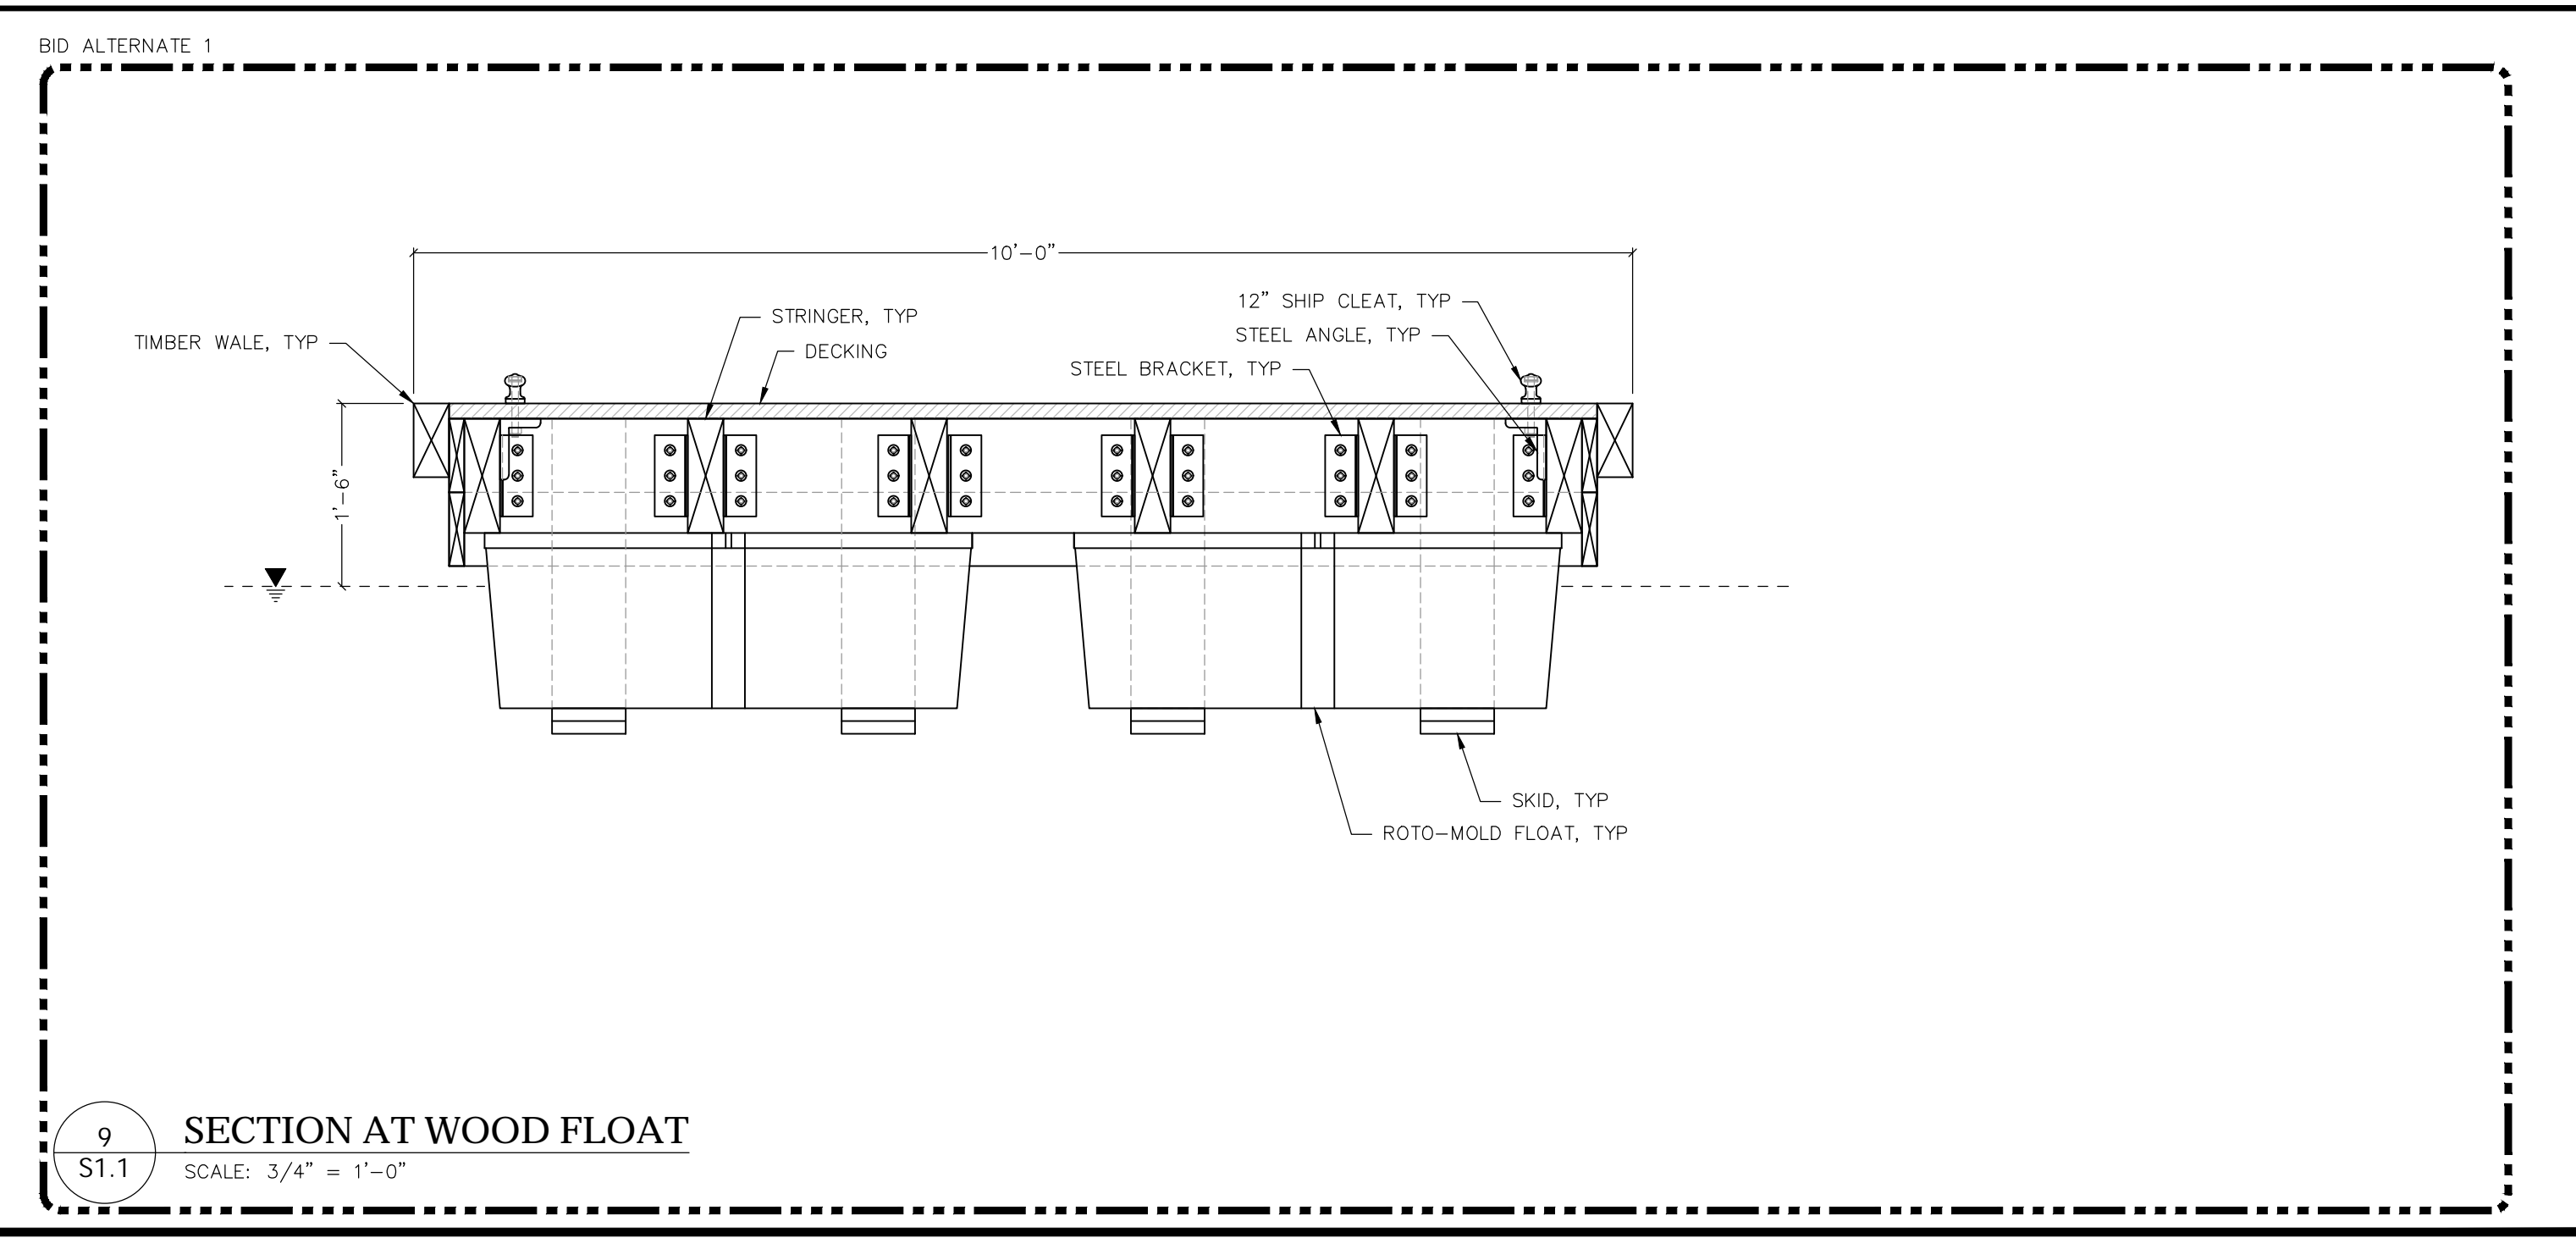 BID ALTERNATE 1
10'-0"
12" SHIP CLEAT, TYP
STRINGER, TYP
STEEL ANGLE, TYP
TIMBER WALE, TYP
DECKING
STEEL BRACKET, TYP
1'-6"
SKID, TYP
ROTO-MOLD FLOAT, TYP
9
S1.1
SECTION AT WOOD FLOAT
SCALE: 3/4" = 1'-0"